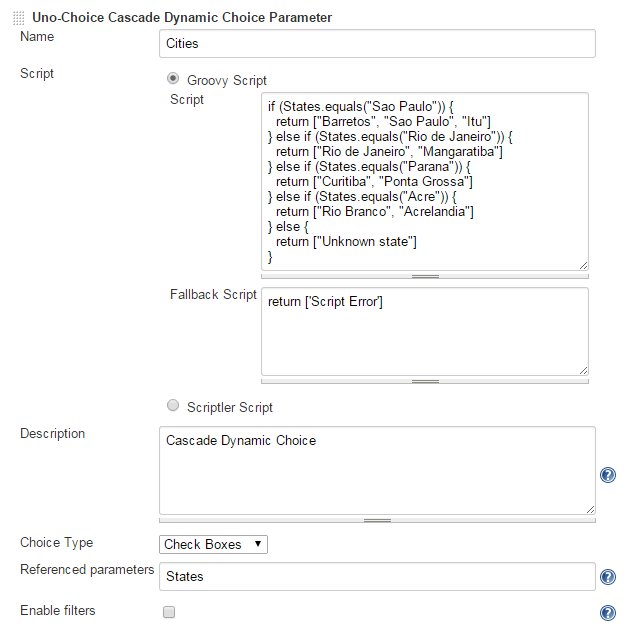 Uno-Choice Cascade Dynamic Choice Parameter
Name
Cities
Script
Groovy Script
Script
if (States.equals("Sao Paulo")) {
return ["Barretos", "Sao Paulo", "Itu"]
} else if (States.equals("Rio de Janeiro")) {
return ["Rio de Janeiro", "Mangaratiba"]
} else if (States.equals("Parana")) {
return ["Curitiba", "Ponta Grossa"]
} else if (States.equals("Acre")) {
return ["Rio Branco", "Acrelandia"]
} else {
return ["Unknown state"]
}
Fallback Script
return ['Script Error']
Scriptler Script
Description
Cascade Dynamic Choice
Choice Type
Check Boxes
Referenced parameters
States
Enable filters